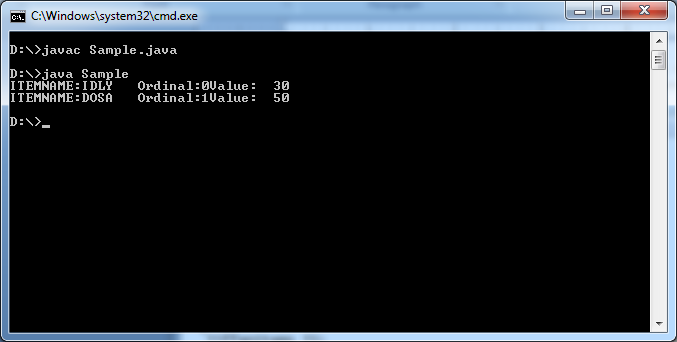 C:\Windows\system32\cmd.exe
D:\>javac Sample.java
D:\>java Sample
ITEMNAME:IDLY   Ordinal:0Value:  30
ITEMNAME:DOSA   Ordinal:1Value:  50
D:\>_